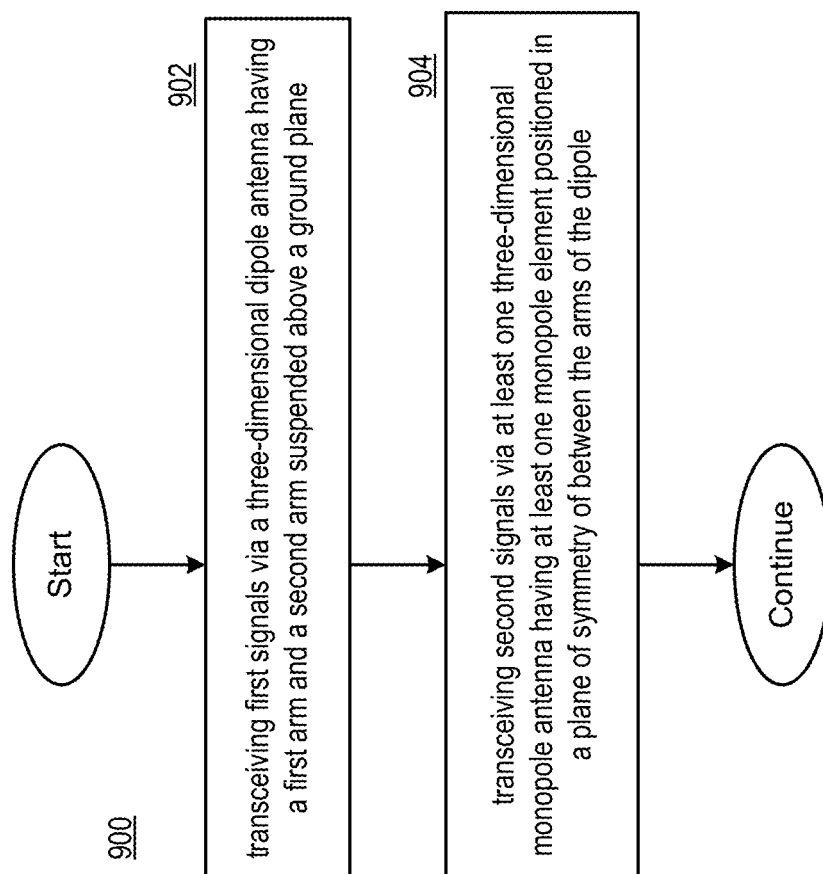 900
Start
902
transceiving first signals via a three-dimensional dipole antenna having
a first arm and a second arm suspended above a ground plane
904
transceiving second signals via at least one three-dimensional
monopole antenna having at least one monopole element positioned in
a plane of symmetry of between the arms of the dipole
Continue